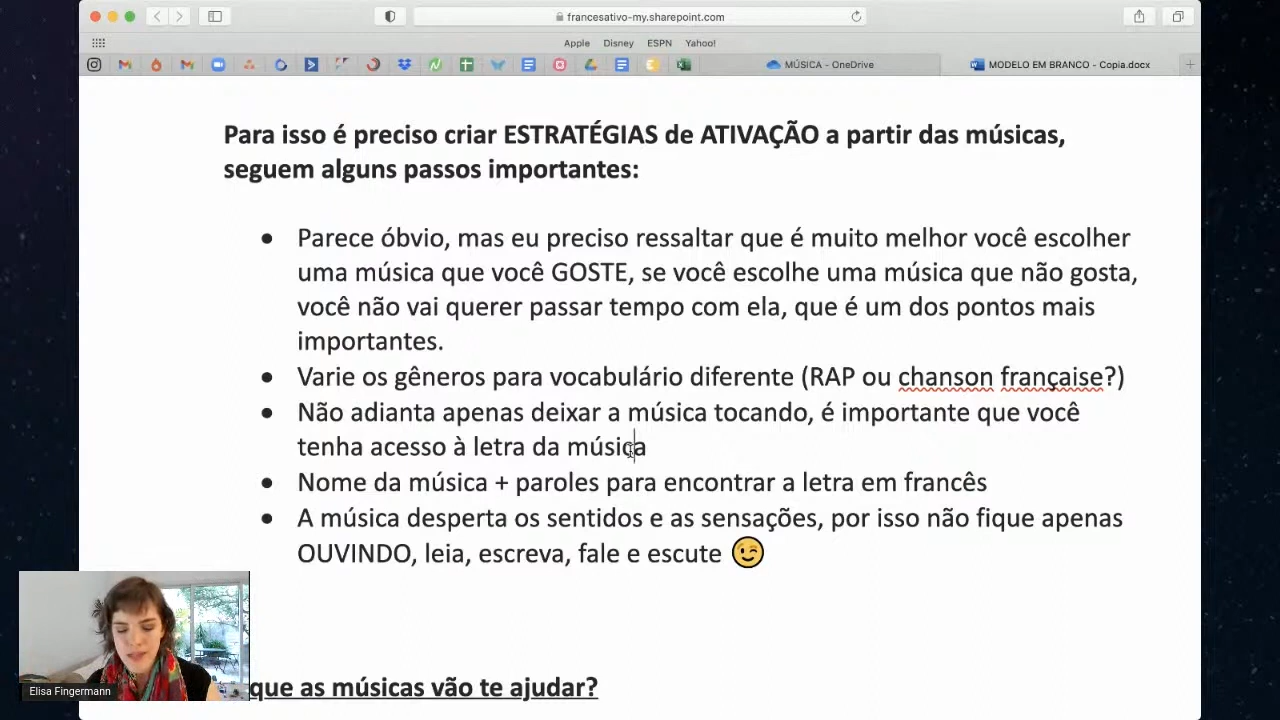 francesativo-my.sharepoint.com
Apple Disney ESPN Yahoo!
MÚSICA - OneDrive
MODELO EM BRANCO - Copia.docx
Para isso é preciso criar ESTRATÉGIAS de ATIVAÇÃO a partir das músicas,
seguem alguns passos importantes:
● Parece óbvio, mas eu preciso ressaltar que é muito melhor você escolher
uma música que você GOSTE, se você escolhe uma música que não gosta,
você não vai querer passar tempo com ela, que é um dos pontos mais
importantes.
● Varie os gêneros para vocabulário diferente (RAP ou chanson française?)
● Não adianta apenas deixar a música tocando, é importante que você
tenha acesso à letra da música
● Nome da música + paroles para encontrar a letra em francês
● A música desperta os sentidos e as sensações, por isso não fique apenas
OUVINDO, leia, escreva, fale e escute 😉
que as músicas vão te ajudar?
Elisa Fingermann